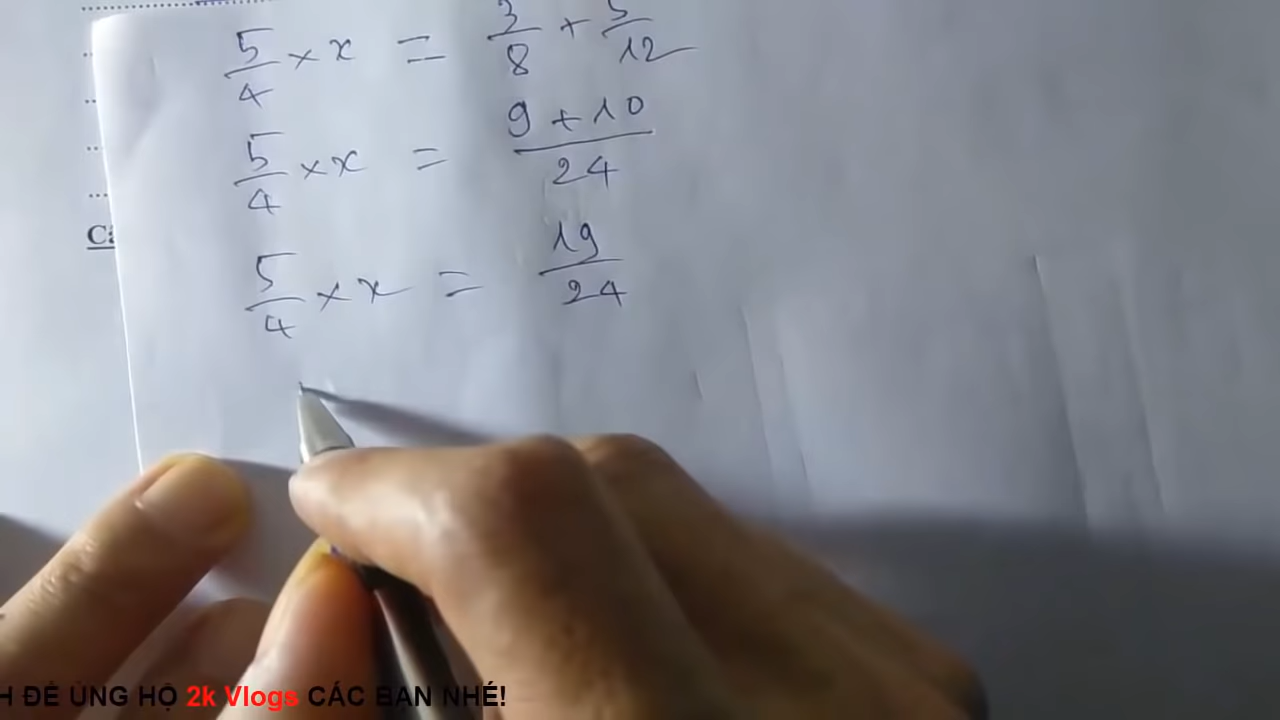 5/4 × x = 3/8 + 5/12
5/4 × x = (9 + 10)/24
5/4 × x = 19/24
H ĐỂ ỦNG HỘ 2k Vlogs CÁC BẠN NHÉ!